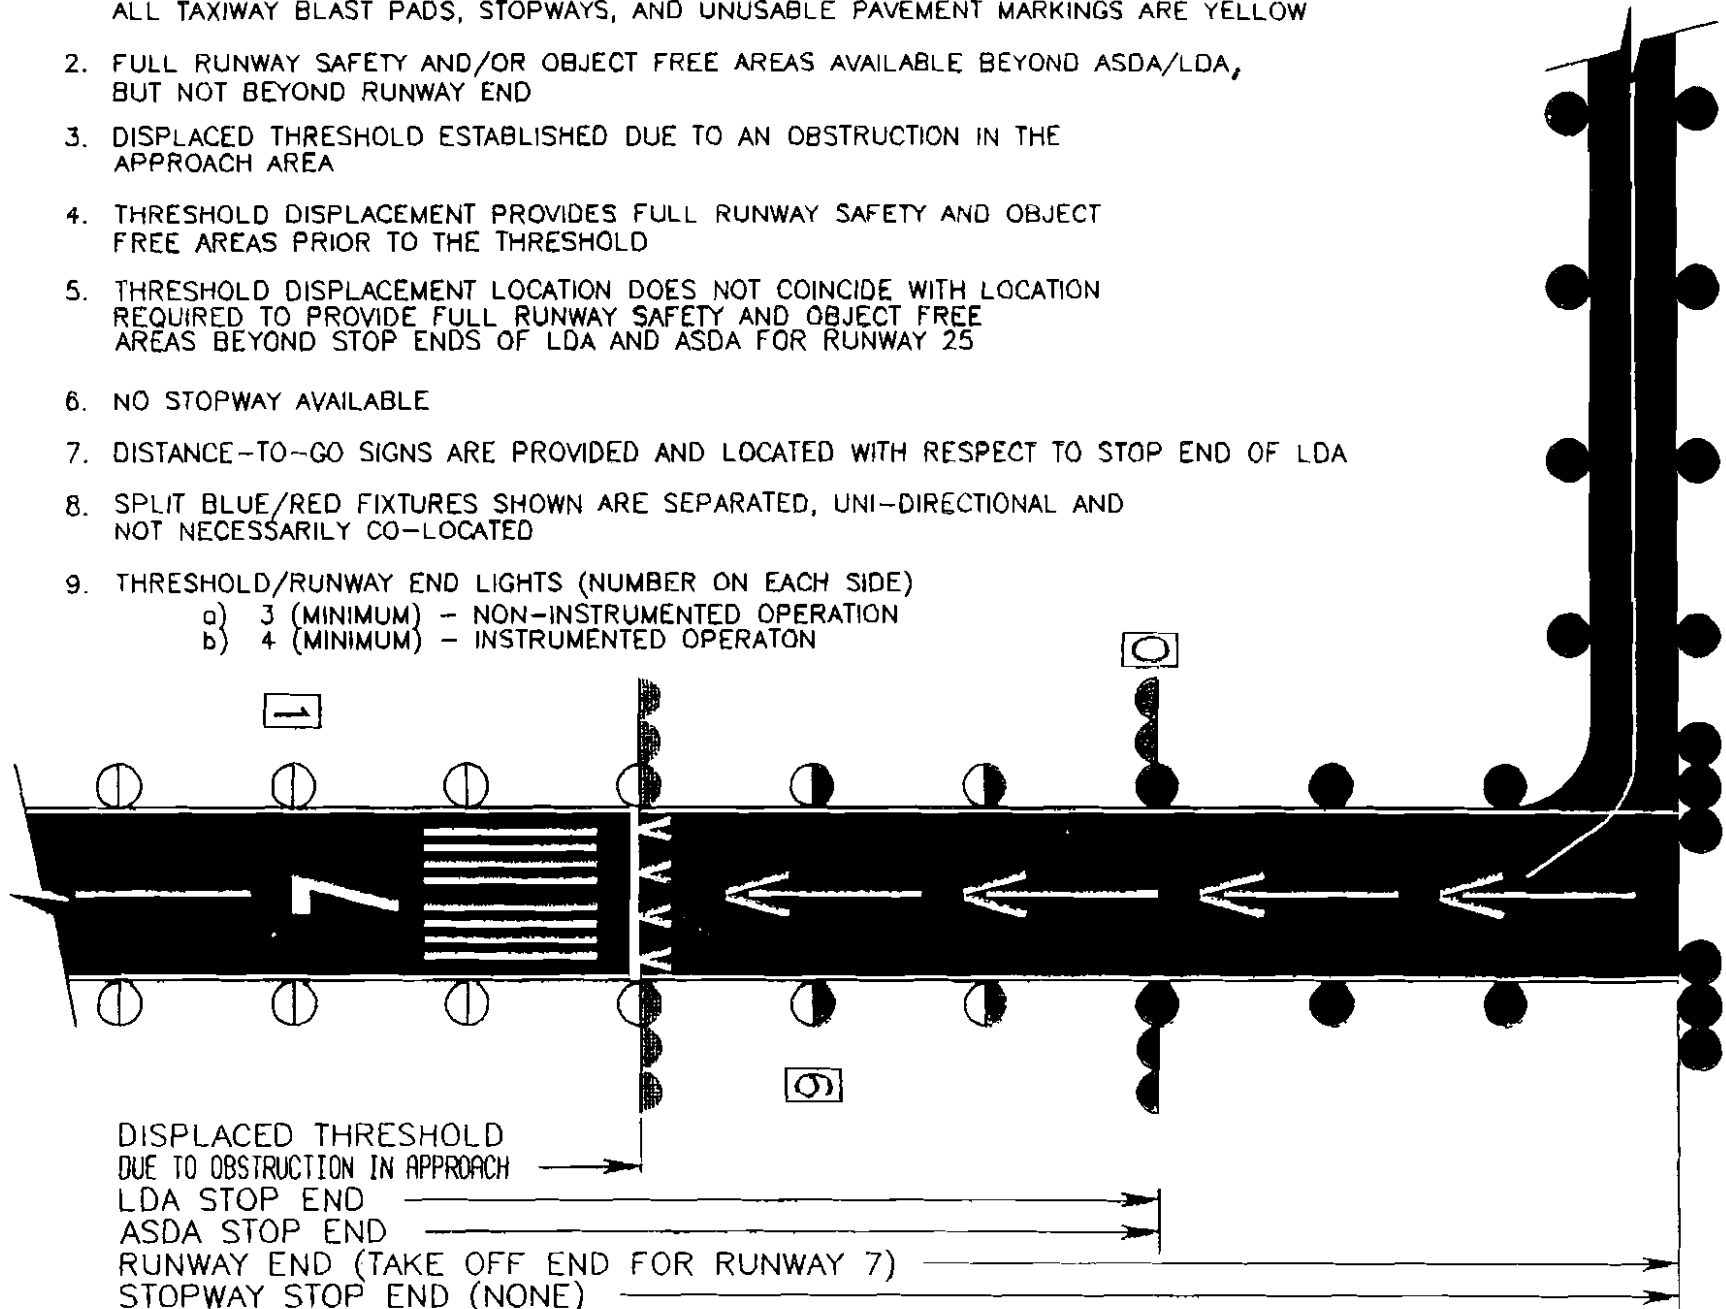 ALL TAXIWAY BLAST PADS, STOPWAYS, AND UNUSABLE PAVEMENT MARKINGS ARE YELLOW
2. FULL RUNWAY SAFETY AND/OR OBJECT FREE AREAS AVAILABLE BEYOND ASDA/LDA,
BUT NOT BEYOND RUNWAY END
3. DISPLACED THRESHOLD ESTABLISHED DUE TO AN OBSTRUCTION IN THE
APPROACH AREA
4. THRESHOLD DISPLACEMENT PROVIDES FULL RUNWAY SAFETY AND OBJECT
FREE AREAS PRIOR TO THE THRESHOLD
5. THRESHOLD DISPLACEMENT LOCATION DOES NOT COINCIDE WITH LOCATION
REQUIRED TO PROVIDE FULL RUNWAY SAFETY AND OBJECT FREE
AREAS BEYOND STOP ENDS OF LDA AND ASDA FOR RUNWAY 25
6. NO STOPWAY AVAILABLE
7. DISTANCE-TO-GO SIGNS ARE PROVIDED AND LOCATED WITH RESPECT TO STOP END OF LDA
8. SPLIT BLUE/RED FIXTURES SHOWN ARE SEPARATED, UNI-DIRECTIONAL AND
NOT NECESSARILY CO-LOCATED
9. THRESHOLD/RUNWAY END LIGHTS (NUMBER ON EACH SIDE)
a) 3 (MINIMUM) - NON-INSTRUMENTED OPERATION
b) 4 (MINIMUM) - INSTRUMENTED OPERATON
0
1
7
9
DISPLACED THRESHOLD
DUE TO OBSTRUCTION IN APPROACH
LDA STOP END
ASDA STOP END
RUNWAY END (TAKE OFF END FOR RUNWAY 7)
STOPWAY STOP END (NONE)